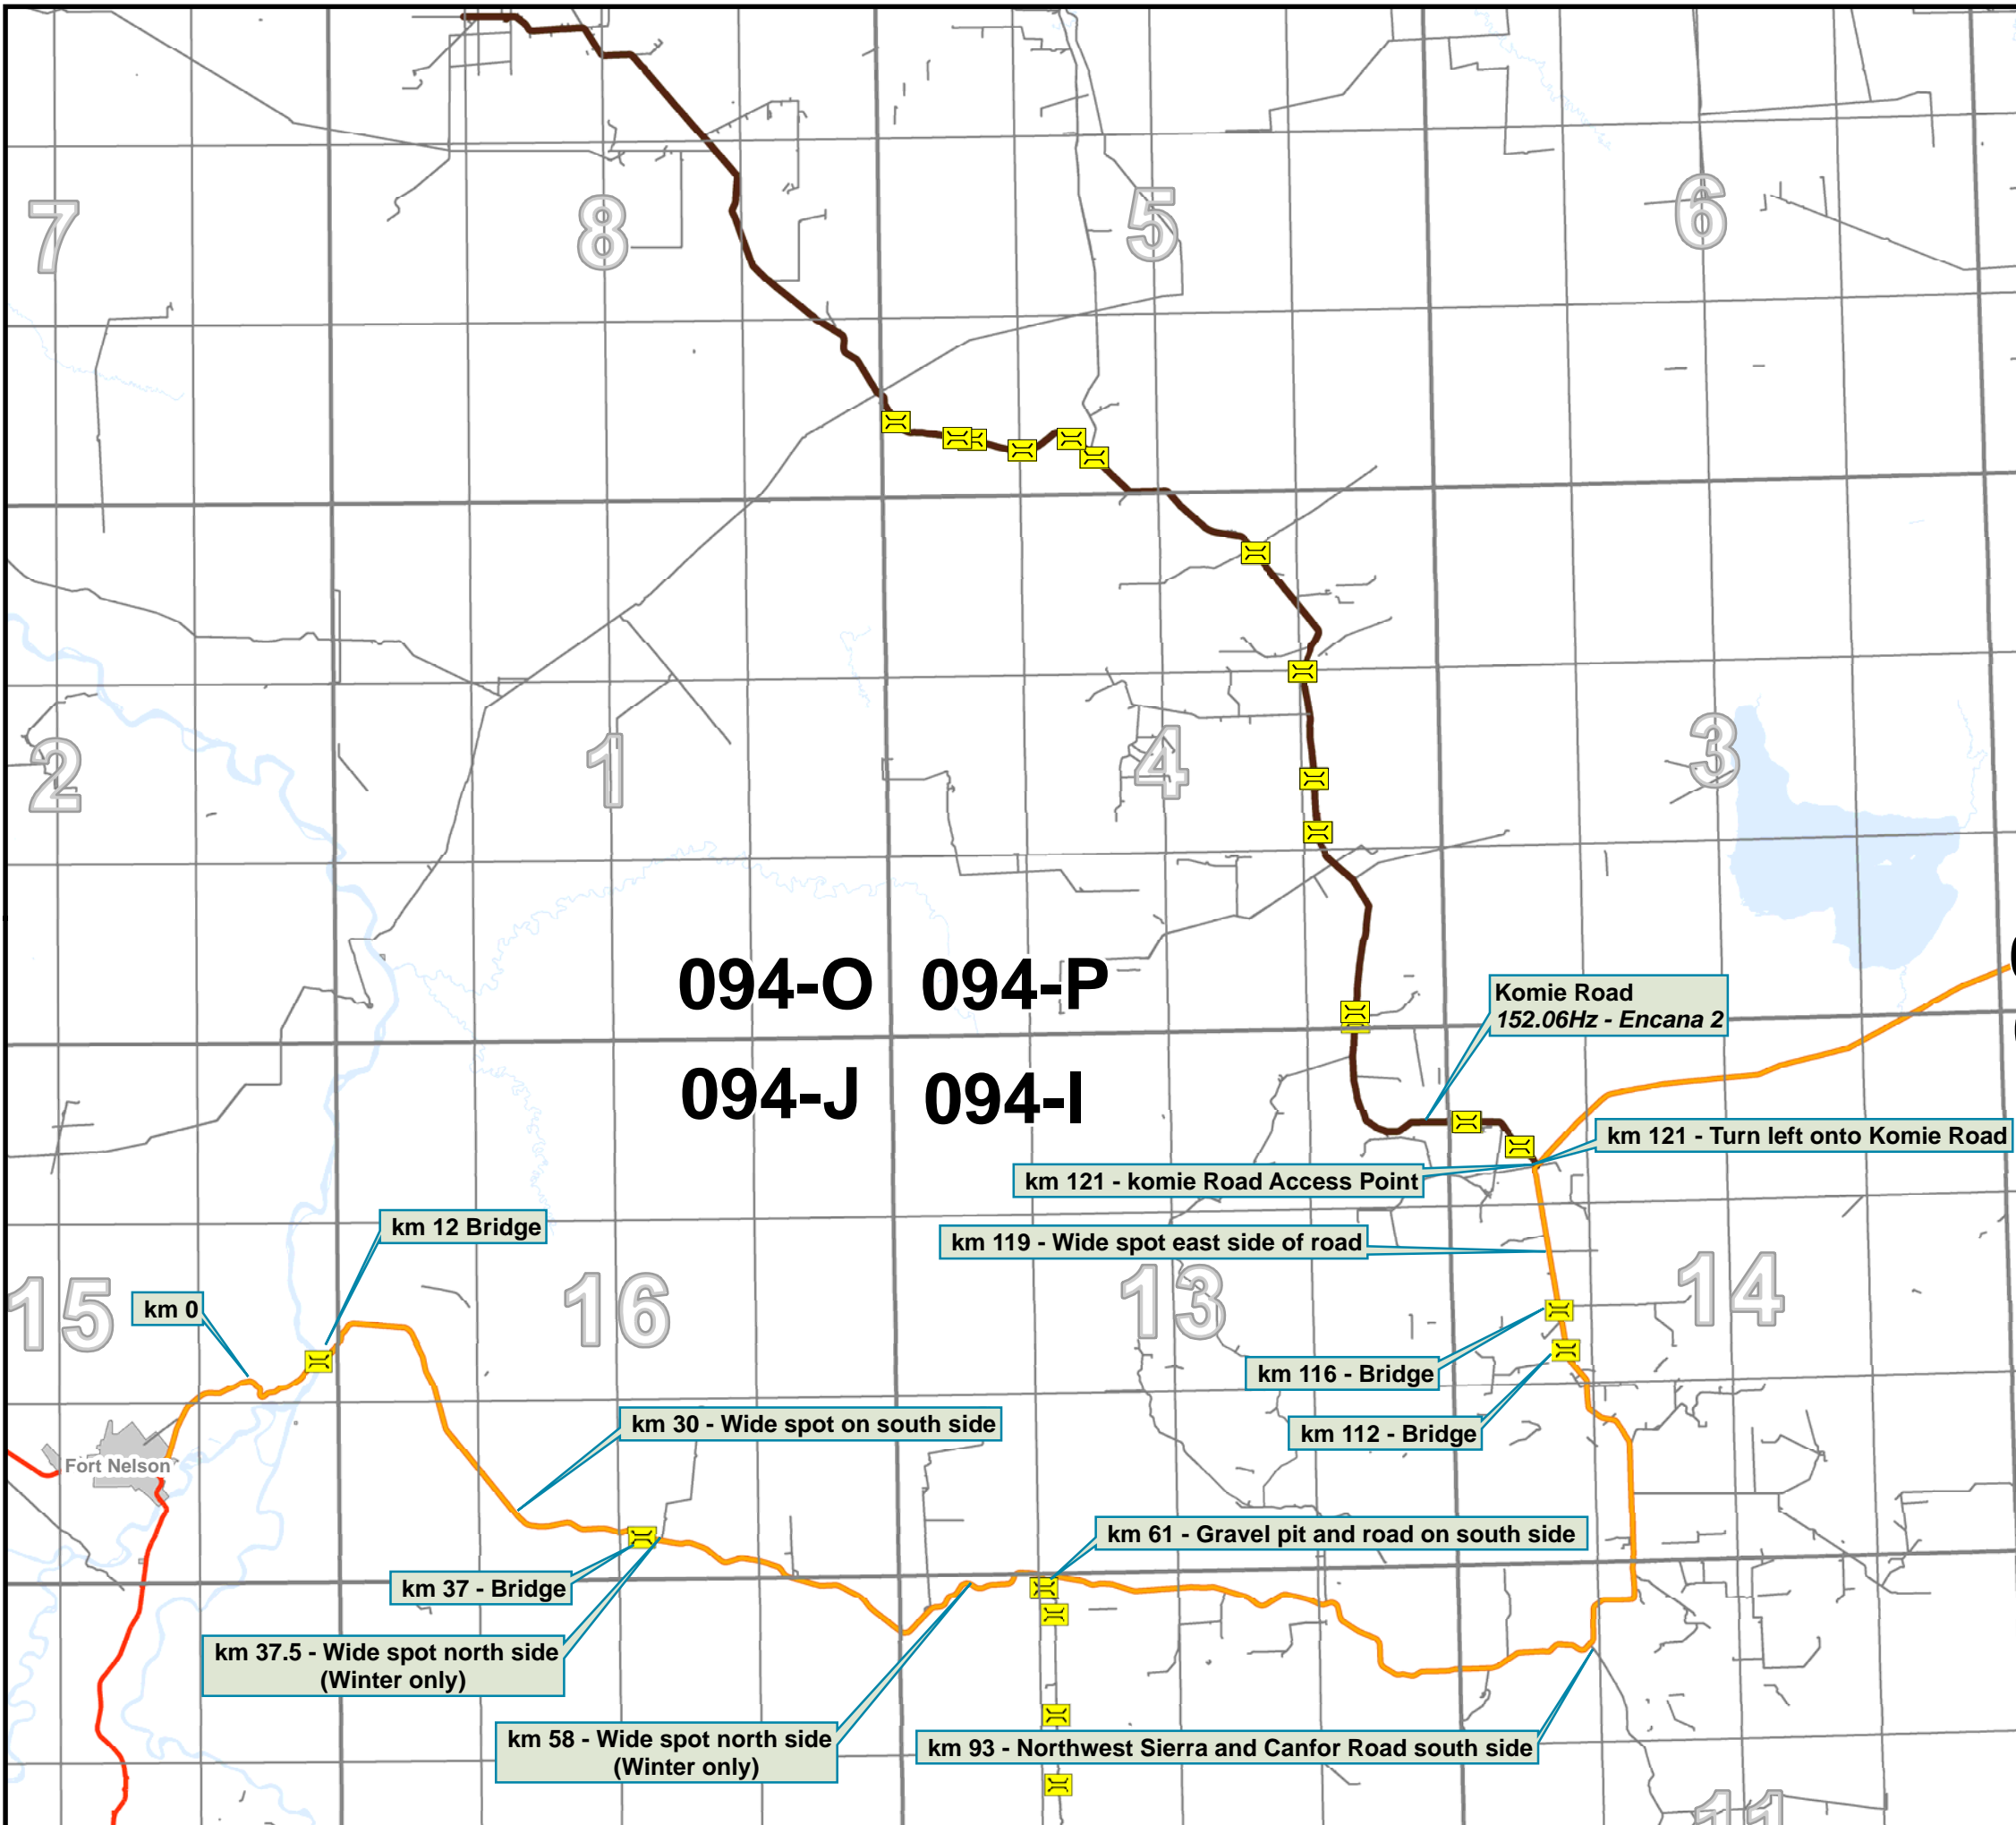 7
8
5
6
2
1
4
3
094-O
094-P
Komie Road
152.06Hz - Encana 2
094-J
094-I
km 121 - Turn left onto Komie Road
km 121 - komie Road Access Point
km 12 Bridge
km 119 - Wide spot east side of road
15
km 0
16
13
14
km 116 - Bridge
km 30 - Wide spot on south side
km 112 - Bridge
Fort Nelson
km 61 - Gravel pit and road on south side
km 37 - Bridge
km 37.5 - Wide spot north side
(Winter only)
km 58 - Wide spot north side
(Winter only)
km 93 - Northwest Sierra and Canfor Road south side
11